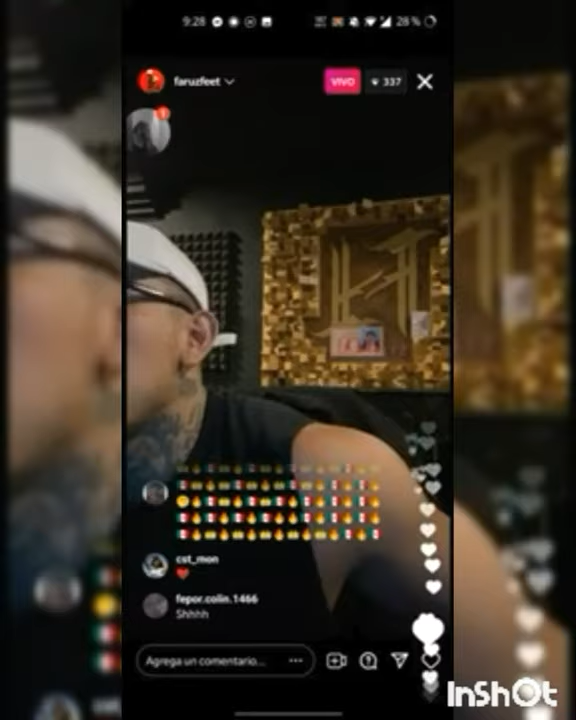 9:28
28%
faruzfeet
VIVO
337
cst_mon
fepor.colin.1466
Shhhh
Agrega un comentario...
InShOt